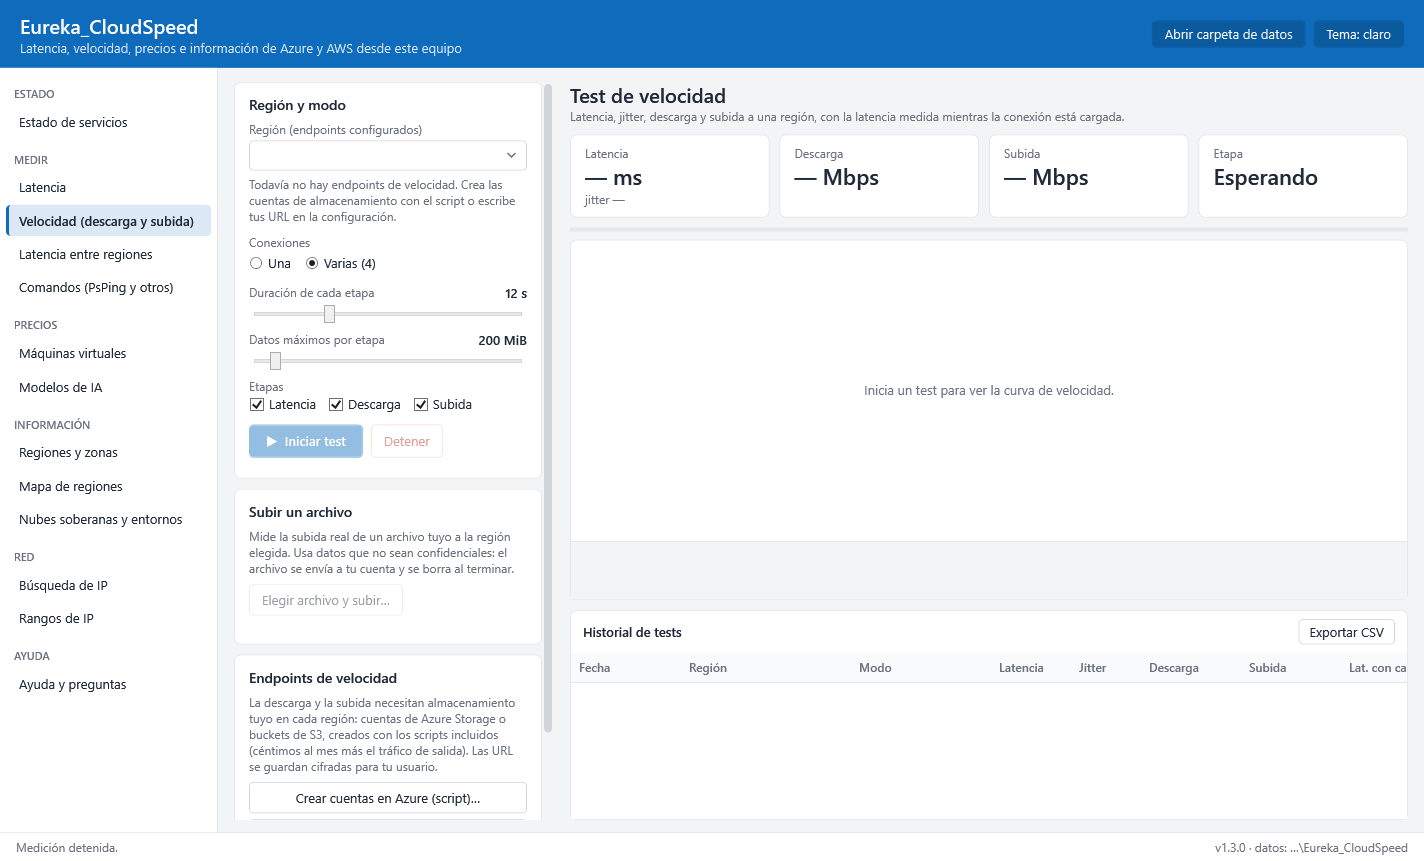 Eureka_CloudSpeed
Latencia, velocidad, precios e información de Azure y AWS desde este equipo
Abrir carpeta de datos
Tema: claro
ESTADO
Estado de servicios
MEDIR
Latencia
Velocidad (descarga y subida)
Latencia entre regiones
Comandos (PsPing y otros)
PRECIOS
Máquinas virtuales
Modelos de IA
INFORMACIÓN
Regiones y zonas
Mapa de regiones
Nubes soberanas y entornos
RED
Búsqueda de IP
Rangos de IP
AYUDA
Ayuda y preguntas
Región y modo
Región (endpoints configurados)
Todavía no hay endpoints de velocidad. Crea las
cuentas de almacenamiento con el script o escribe
tus URL en la configuración.
Conexiones
Una
Varias (4)
Duración de cada etapa
12 s
Datos máximos por etapa
200 MiB
Etapas
Latencia
Descarga
Subida
Iniciar test
Detener
Subir un archivo
Mide la subida real de un archivo tuyo a la región
elegida. Usa datos que no sean confidenciales: el
archivo se envía a tu cuenta y se borra al terminar.
Elegir archivo y subir...
Endpoints de velocidad
La descarga y la subida necesitan almacenamiento
tuyo en cada región: cuentas de Azure Storage o
buckets de S3, creados con los scripts incluidos
(céntimos al mes más el tráfico de salida). Las URL
se guardan cifradas para tu usuario.
Crear cuentas en Azure (script)...
Test de velocidad
Latencia, jitter, descarga y subida a una región, con la latencia medida mientras la conexión está cargada.
Latencia
— ms
jitter —
Descarga
— Mbps
Subida
— Mbps
Etapa
Esperando
Inicia un test para ver la curva de velocidad.
Historial de tests
Exportar CSV
Fecha
Región
Modo
Latencia
Jitter
Descarga
Subida
Lat. con ca
Medición detenida.
v1.3.0 · datos: ...\Eureka_CloudSpeed